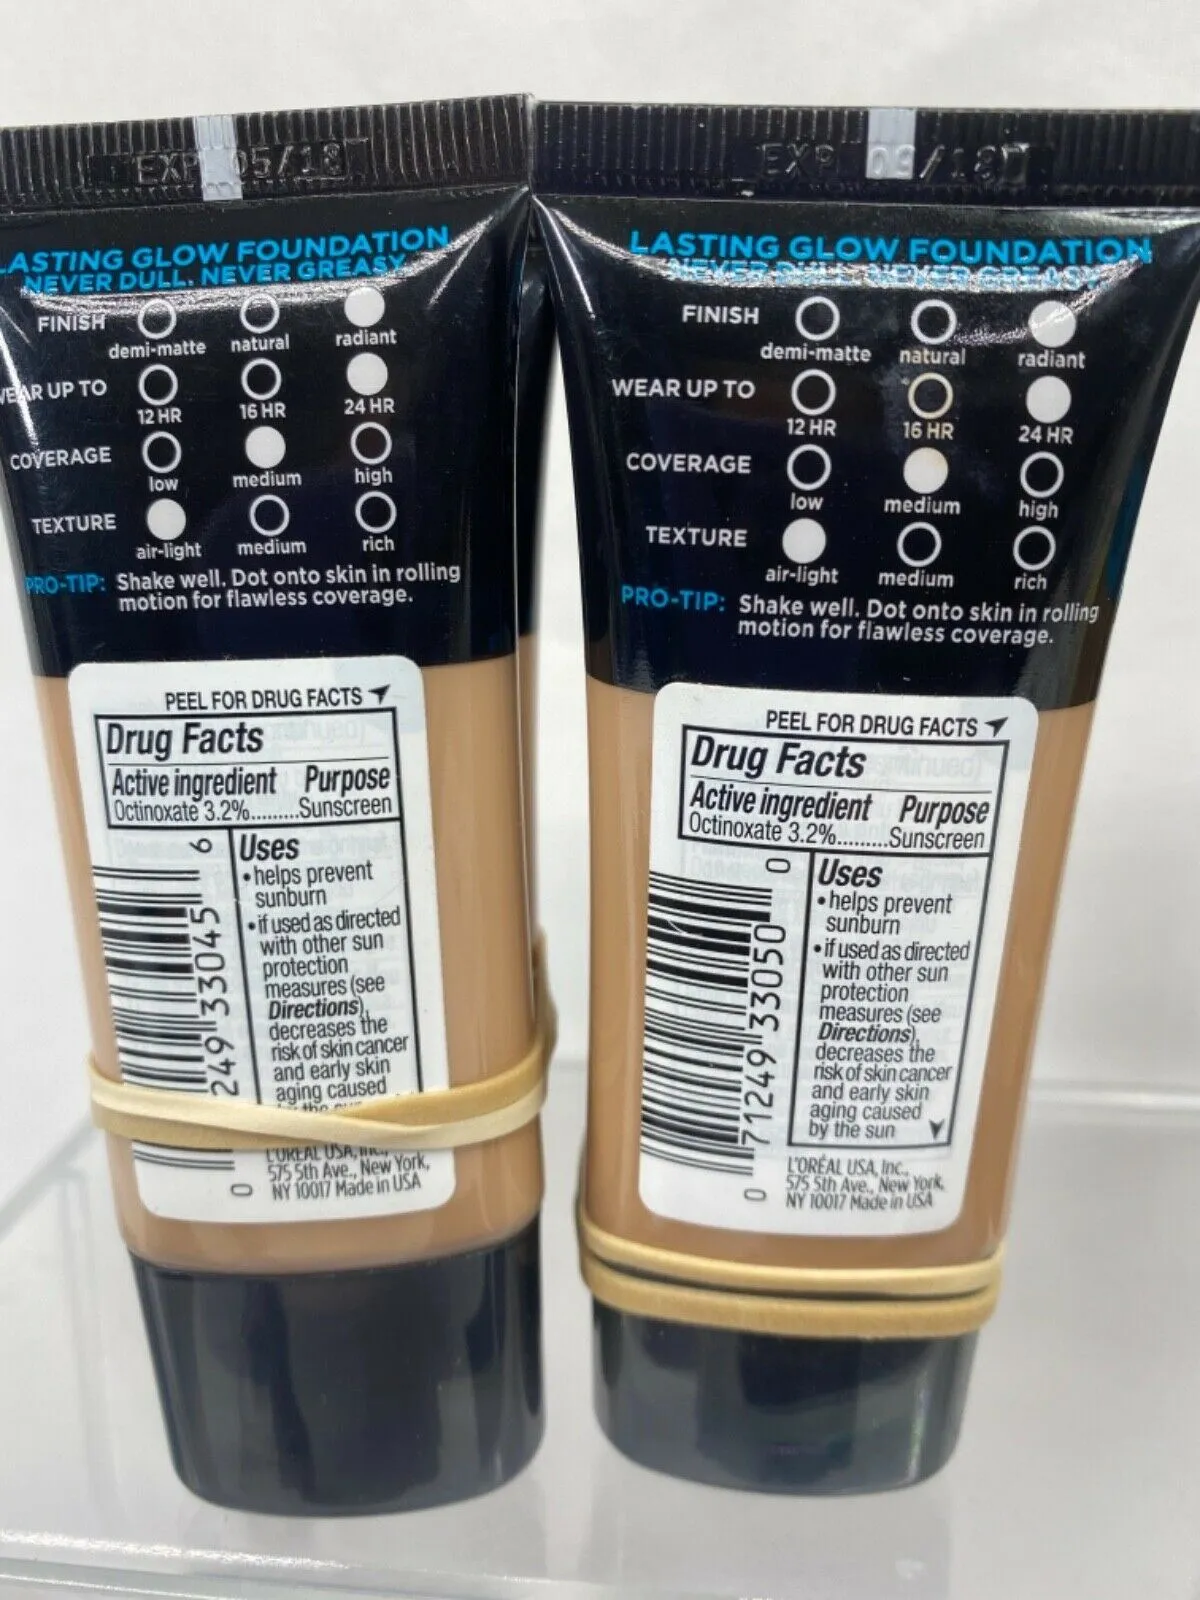 EXP 05/18
LASTING GLOW FOUNDATION
NEVER DULL. NEVER GREASY
FINISH
demi-matte natural radiant
WEAR UP TO
12 HR 16 HR 24 HR
COVERAGE
low medium high
TEXTURE
air-light medium rich
PRO-TIP: Shake well. Dot onto skin in rolling
motion for flawless coverage.
PEEL FOR DRUG FACTS
Drug Facts
Active ingredient Purpose
Octinoxate 3.2%.........Sunscreen
Uses
• helps prevent
sunburn
• if used as directed
with other sun
protection
measures (see
Directions),
decreases the
risk of skin cancer
and early skin
aging caused
L'ORÉAL USA, Inc.,
575 5th Ave., New York,
NY 10017 Made in USA
0 249 33045 6
EXP 09/18
LASTING GLOW FOUNDATION
NEVER DULL. NEVER GREASY
FINISH
demi-matte natural radiant
WEAR UP TO
12 HR 16 HR 24 HR
COVERAGE
low medium high
TEXTURE
air-light medium rich
PRO-TIP: Shake well. Dot onto skin in rolling
motion for flawless coverage.
PEEL FOR DRUG FACTS
Drug Facts
Active ingredient Purpose
Octinoxate 3.2%.........Sunscreen
Uses
• helps prevent
sunburn
• if used as directed
with other sun
protection
measures (see
Directions),
decreases the
risk of skin cancer
and early skin
aging caused
by the sun
L'ORÉAL USA, Inc.,
575 5th Ave., New York,
NY 10017 Made in USA
0 71249 33050 0